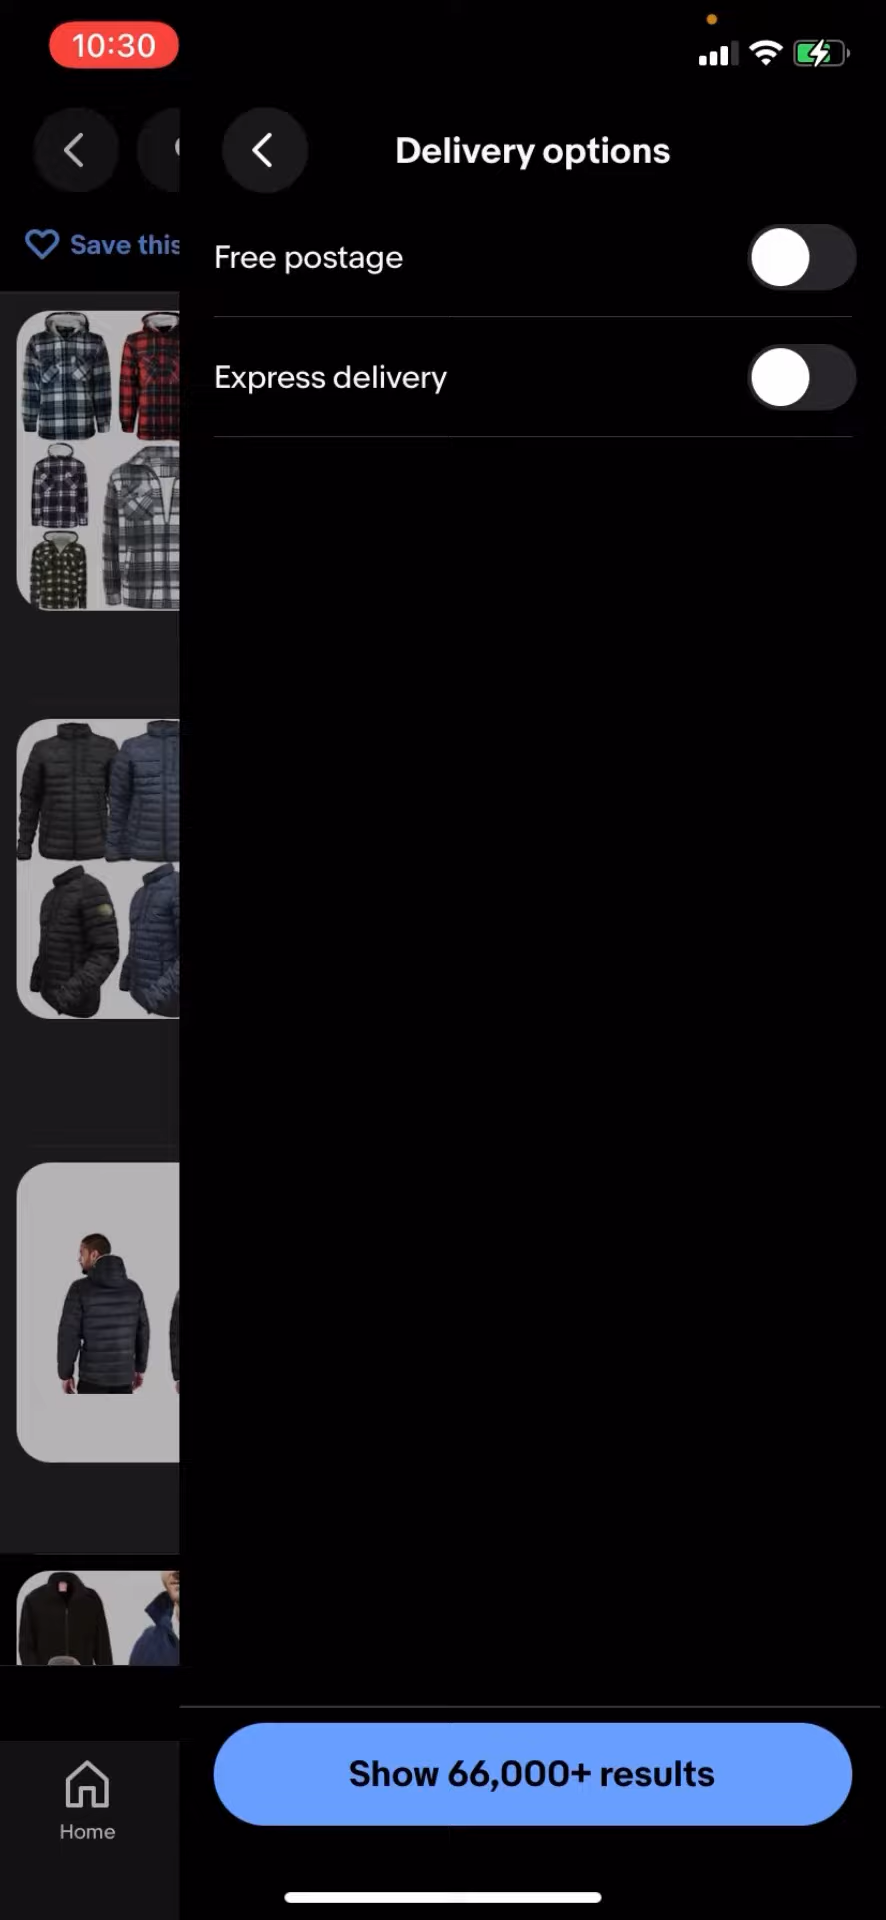 10:30
Delivery options
Save this
Free postage
Express delivery
Show 66,000+ results
Home